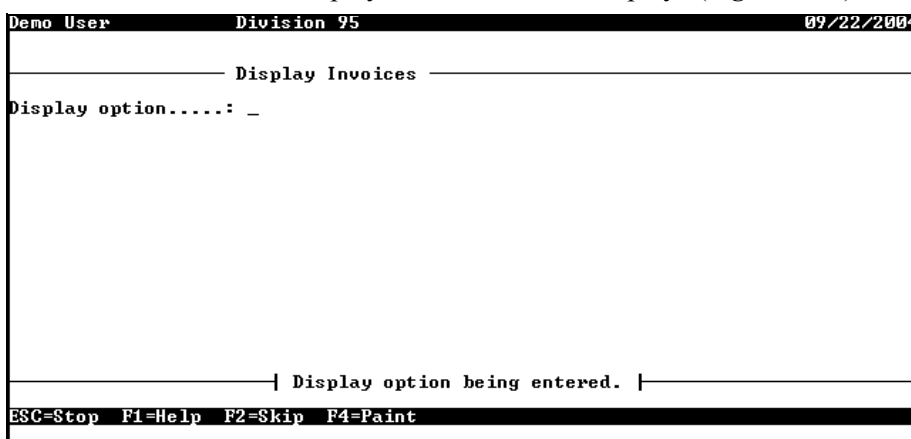 Demo User Division 95 09/22/2004
Display Invoices
Display option.....: _
Display option being entered.
ESC=Stop F1=Help F2=Skip F4=Paint